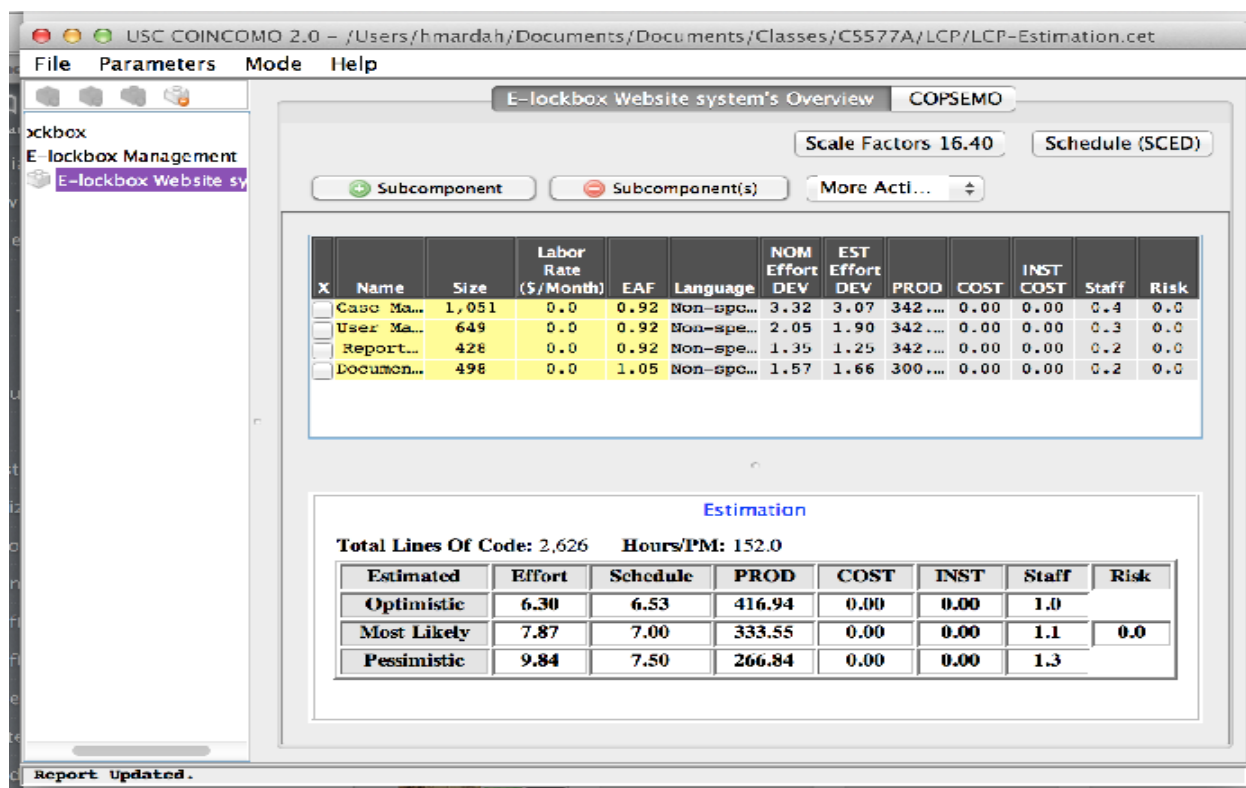 USC COINCOMO 2.0 – /Users/hmardah/Documents/Documents/Classes/CS577A/LCP/LCP-Estimation.cet
File Parameters Mode Help
E-lockbox Website system's Overview COPSEMO
ockbox
E-lockbox Management
E-lockbox Website sy
Scale Factors 16.40 Schedule (SCED)
Subcomponent Subcomponent(s) More Acti...
X Name Size Labor Rate ($/Month) EAF Language NOM Effort DEV EST Effort DEV PROD COST INST COST Staff Risk
Case Ma... 1,051 0.0 0.92 Non-spe... 3.32 3.07 342.... 0.00 0.00 0.4 0.0
User Ma... 649 0.0 0.92 Non-spe... 2.05 1.90 342.... 0.00 0.00 0.3 0.0
Report... 428 0.0 0.92 Non-spe... 1.35 1.25 342.... 0.00 0.00 0.2 0.0
Documen... 498 0.0 1.05 Non-spe... 1.57 1.66 300.... 0.00 0.00 0.2 0.0
Estimation
Total Lines Of Code: 2,626 Hours/PM: 152.0
Estimated Effort Schedule PROD COST INST Staff Risk
Optimistic 6.30 6.53 416.94 0.00 0.00 1.0
Most Likely 7.87 7.00 333.55 0.00 0.00 1.1 0.0
Pessimistic 9.84 7.50 266.84 0.00 0.00 1.3
Report Updated.